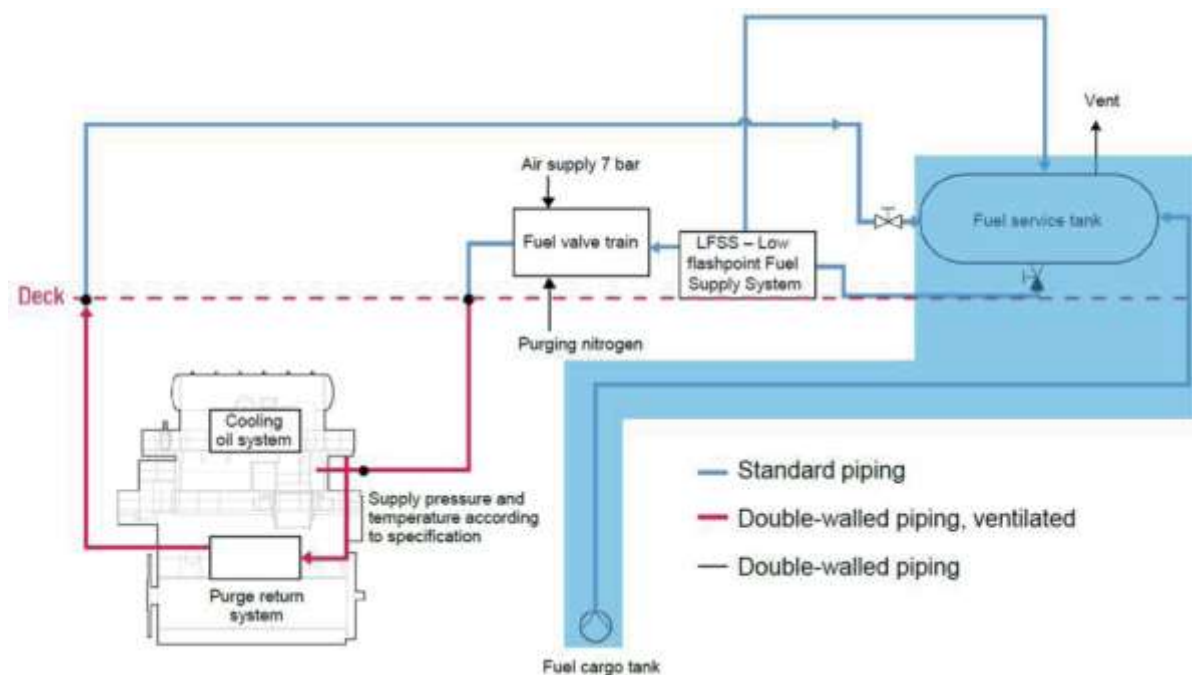 Vent
Air supply 7 bar
Fuel valve train
LFSS – Low
flashpoint Fuel
Supply System
Fuel service tank
Deck
Purging nitrogen
Cooling
oil system
Supply pressure and
temperature according
to specification
Purge return
system
Standard piping
Double-walled piping, ventilated
Double-walled piping
Fuel cargo tank